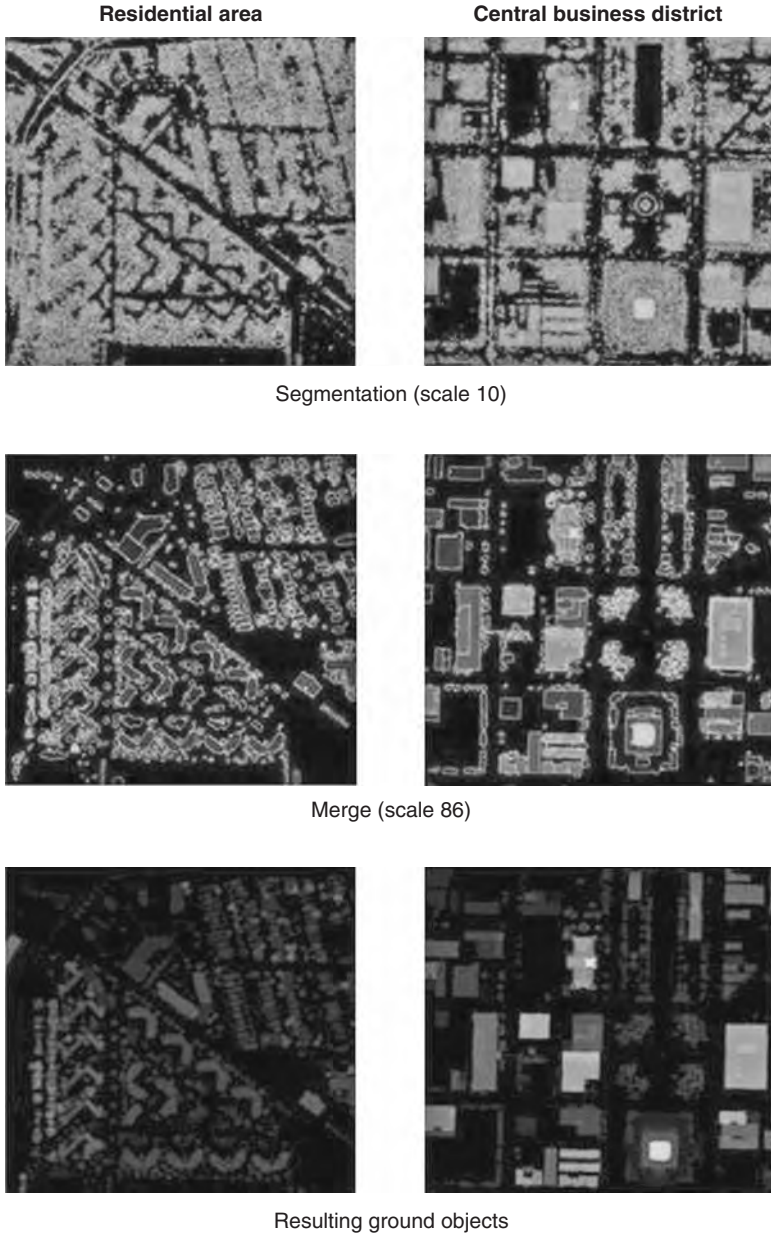 Residential area
Central business district
Segmentation (scale 10)
Merge (scale 86)
Resulting ground objects